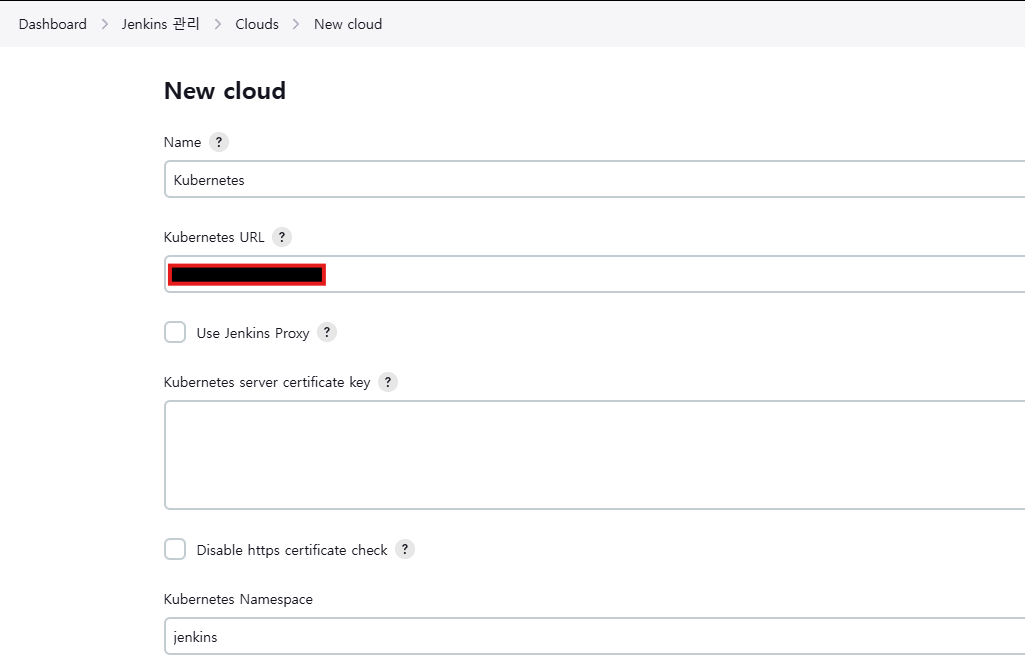 Dashboard > Jenkins 관리 > Clouds > New cloud
New cloud
Name ?
Kubernetes
Kubernetes URL ?
Use Jenkins Proxy ?
Kubernetes server certificate key ?
Disable https certificate check ?
Kubernetes Namespace
jenkins